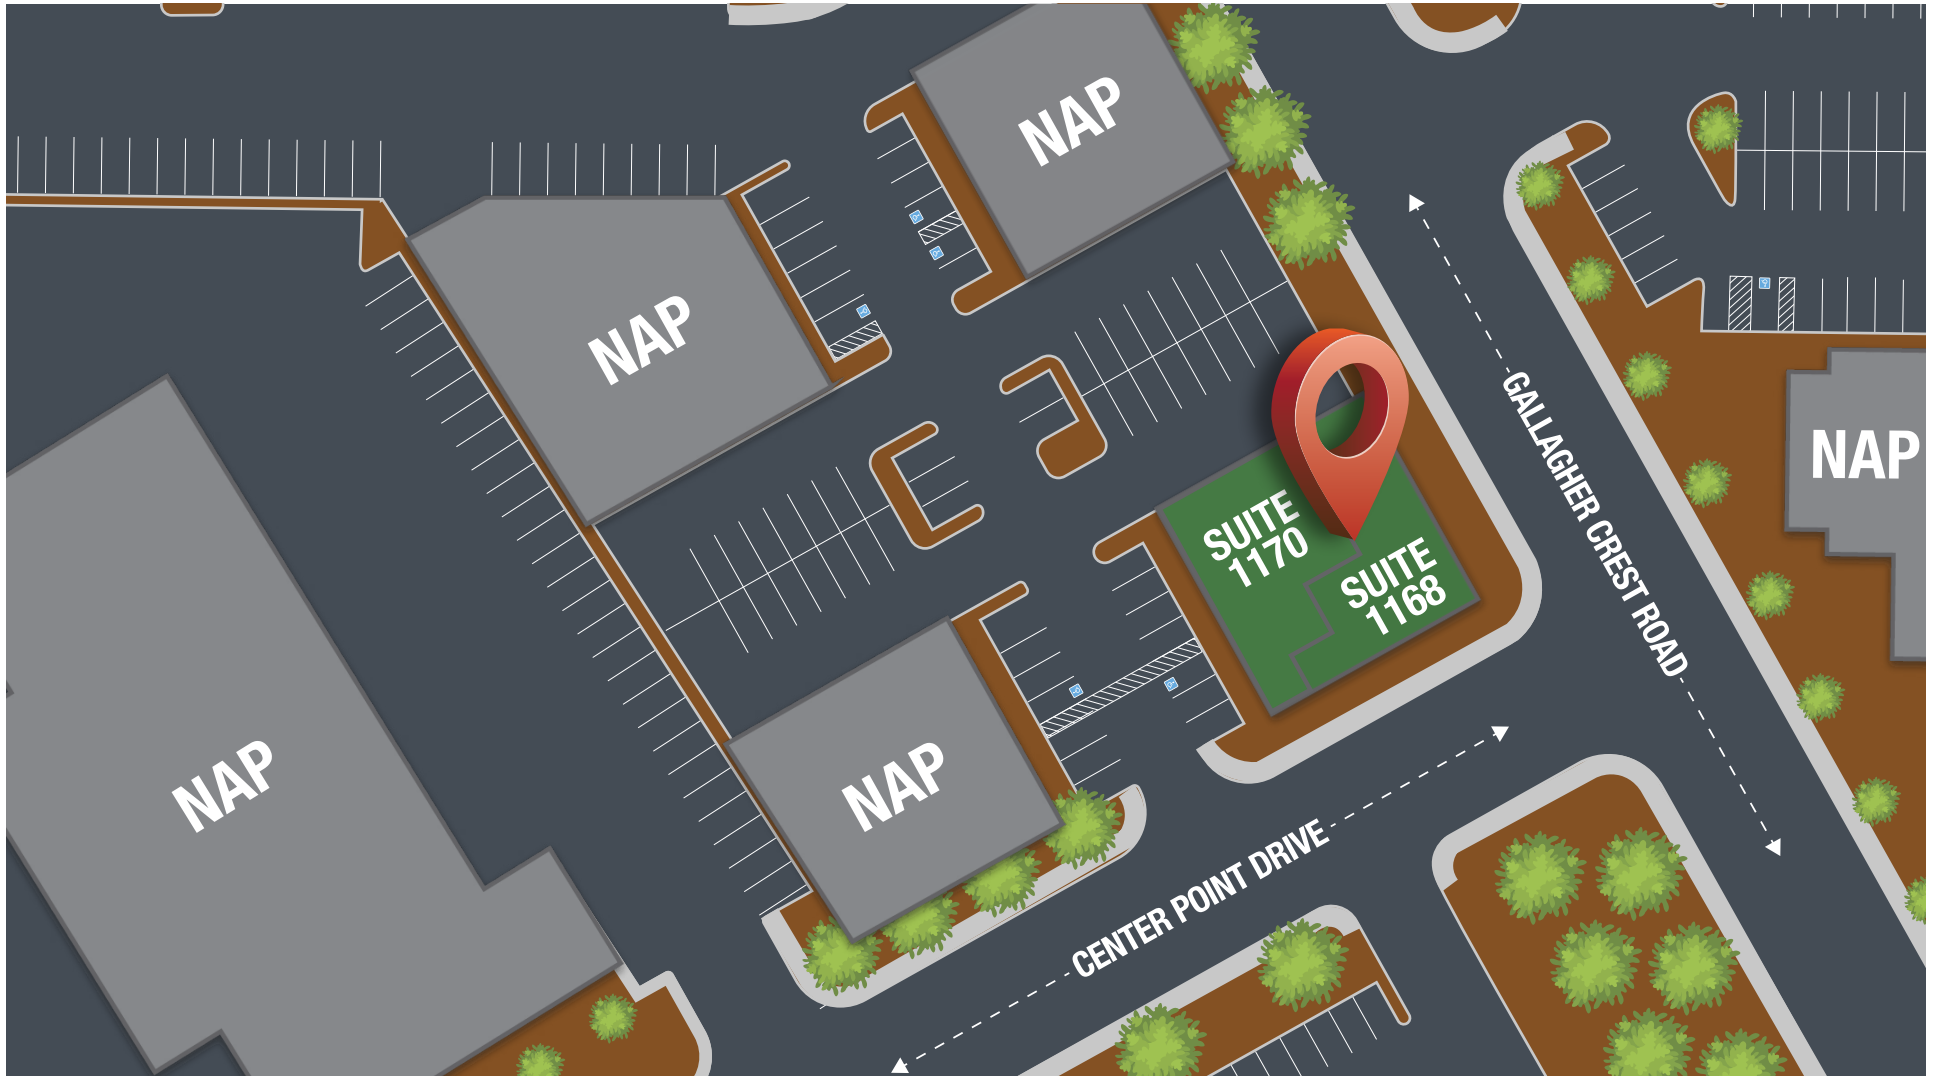 NAP
NAP
NAP
SUITE
1170
SUITE
1168
GALLAGHER CREST ROAD
NAP
NAP
CENTER POINT DRIVE